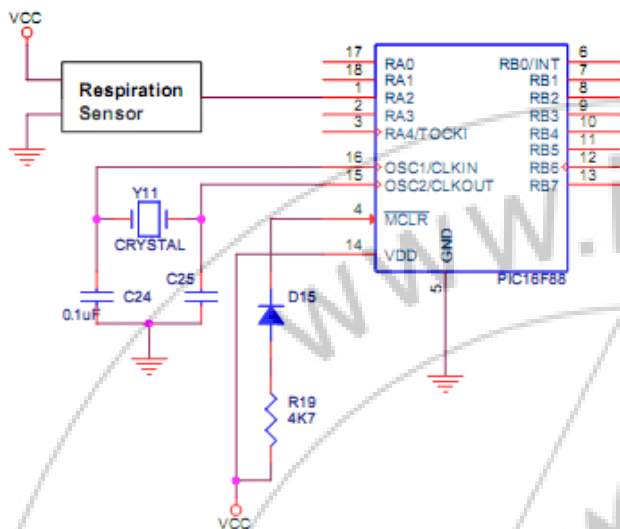 VCC
Respiration
Sensor
17
18
1
2
3
16
15
4
14
RA0
RA1
RA2
RA3
RA4/TOCKI
OSC1/CLKIN
OSC2/CLKOUT
MCLR
VDD
GND
5
RB0/INT
RB1
RB2
RB3
RB4
RB5
RB6
RB7
6
7
8
9
10
11
12
13
PIC16F88
Y11
CRYSTAL
C24
0.1uF
C25
D15
R19
4K7
VCC